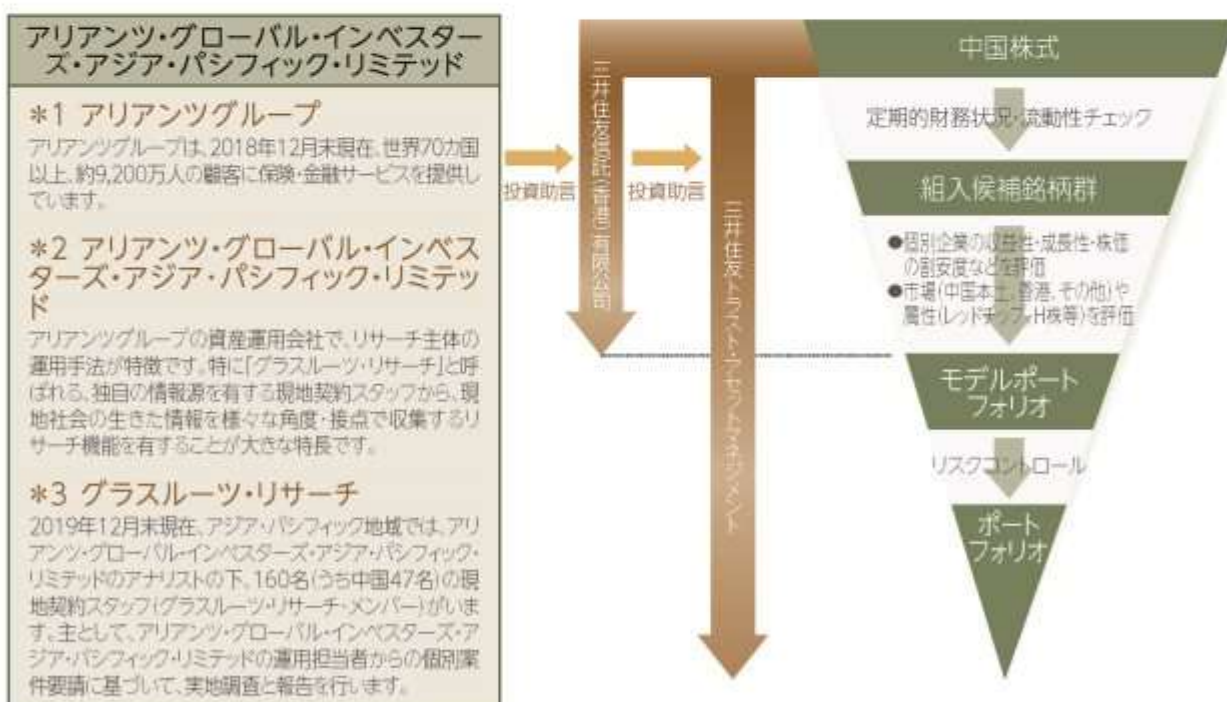 アリアンツ・グローバル・インベスター
ズ・アジア・パシフィック・リミテッド
*1 アリアンツグループ
アリアンツグループは、2018年12月末現在、世界70カ国
以上、約9,200万人の顧客に保険・金融サービスを提供し
ています。
*2 アリアンツ・グローバル・インベス
ターズ・アジア・パシフィック・リミテッ
ド
アリアンツグループの資産運用会社で、リサーチ主体の
運用手法が特徴です。特に「グラスルーツ・リサーチ」と呼
ばれる、独自の情報源を有する現地契約スタッフから、現
地社会の生きた情報を様々な角度・接点で収集するリ
サーチ機能を有することが大きな特長です。
*3 グラスルーツ・リサーチ
2019年12月末現在、アジア・パシフィック地域では、アリ
アンツ・グローバル・インベスターズ・アジア・パシフィック・
リミテッドのアナリストの下、160名(うち中国47名)の現
地契約スタッフ(グラスルーツ・リサーチ・メンバー)がいま
す。主として、アリアンツ・グローバル・インベスターズ・ア
ジア・パシフィック・リミテッドの運用担当者からの個別案
件要請に基づいて、実地調査と報告を行います。
投資助言
三井住友信託(香港)有限公司
投資助言
三井住友トラスト・アセットマネジメント
中国株式
定期的財務状況・流動性チェック
組入候補銘柄群
●個別企業の収益性・成長性・株価
の割安度などを評価
●市場(中国本土、香港、その他)や
属性(レッドチップ、H株等)を評価
モデルポート
フォリオ
リスクコントロール
ポート
フォリオ